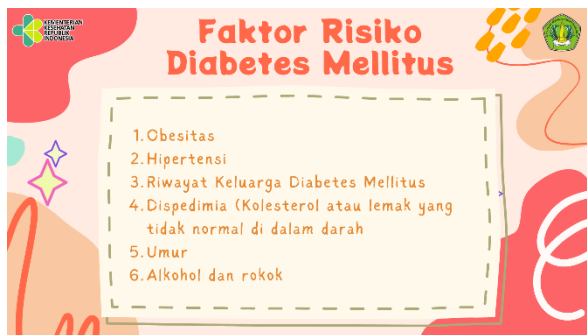 KEMENTERIAN
KESEHATAN
REPUBLIK
INDONESIA
Faktor Risiko
Diabetes Mellitus
1. Obesitas
2. Hipertensi
3. Riwayat Keluarga Diabetes Mellitus
4. Dispedimia (Kolesterol atau lemak yang
tidak normal di dalam darah
5. Umur
6. Alkohol dan rokok